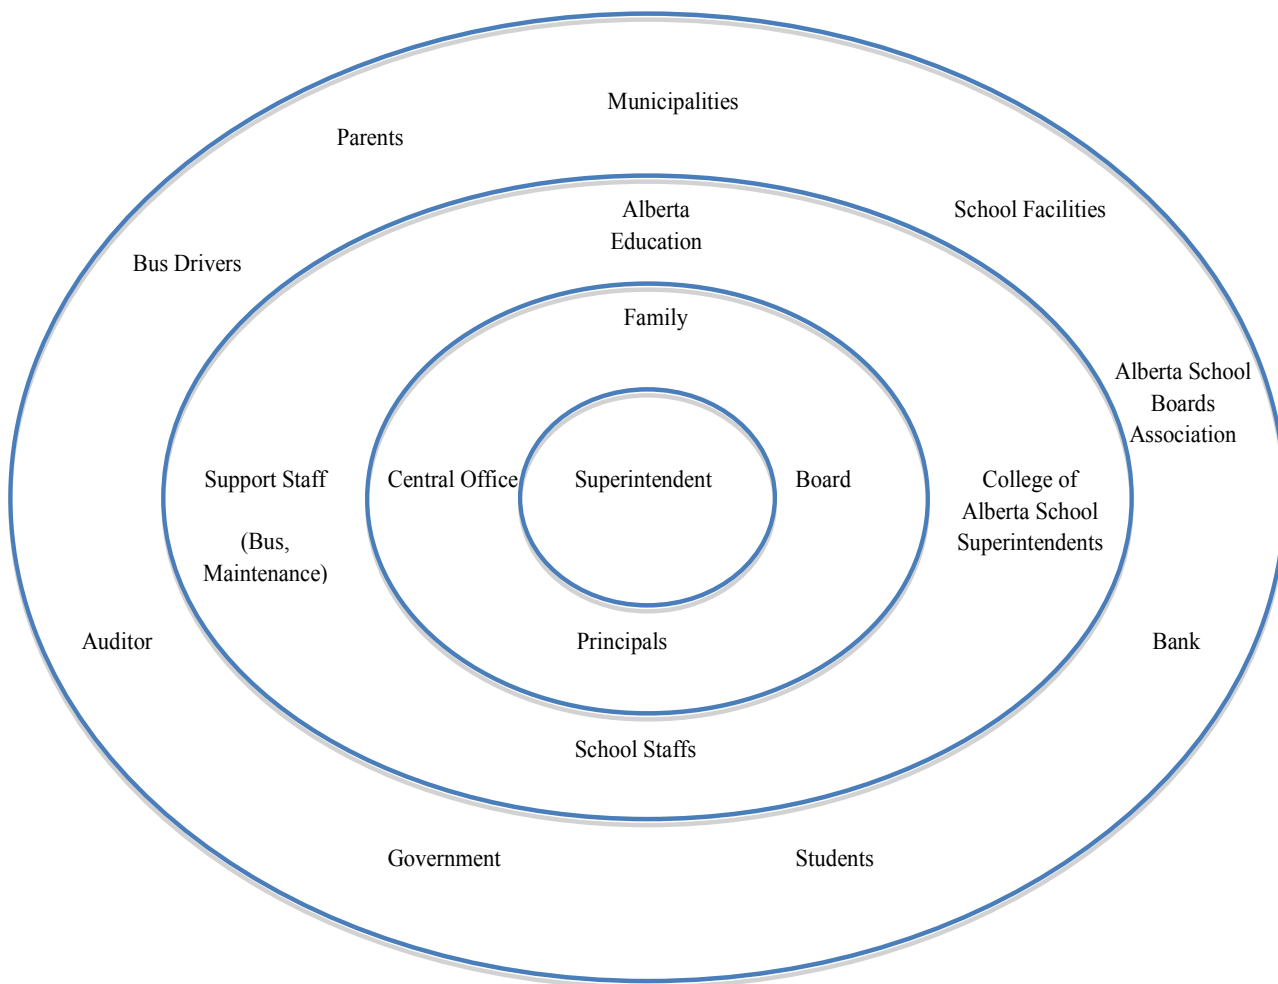 Municipalities
Parents
School Facilities
Alberta
Education
Bus Drivers
Family
Alberta School
Boards
Association
Support Staff
(Bus,
Maintenance)
Central Office
Superintendent
Board
College of
Alberta School
Superintendents
Auditor
Principals
Bank
School Staffs
Government
Students